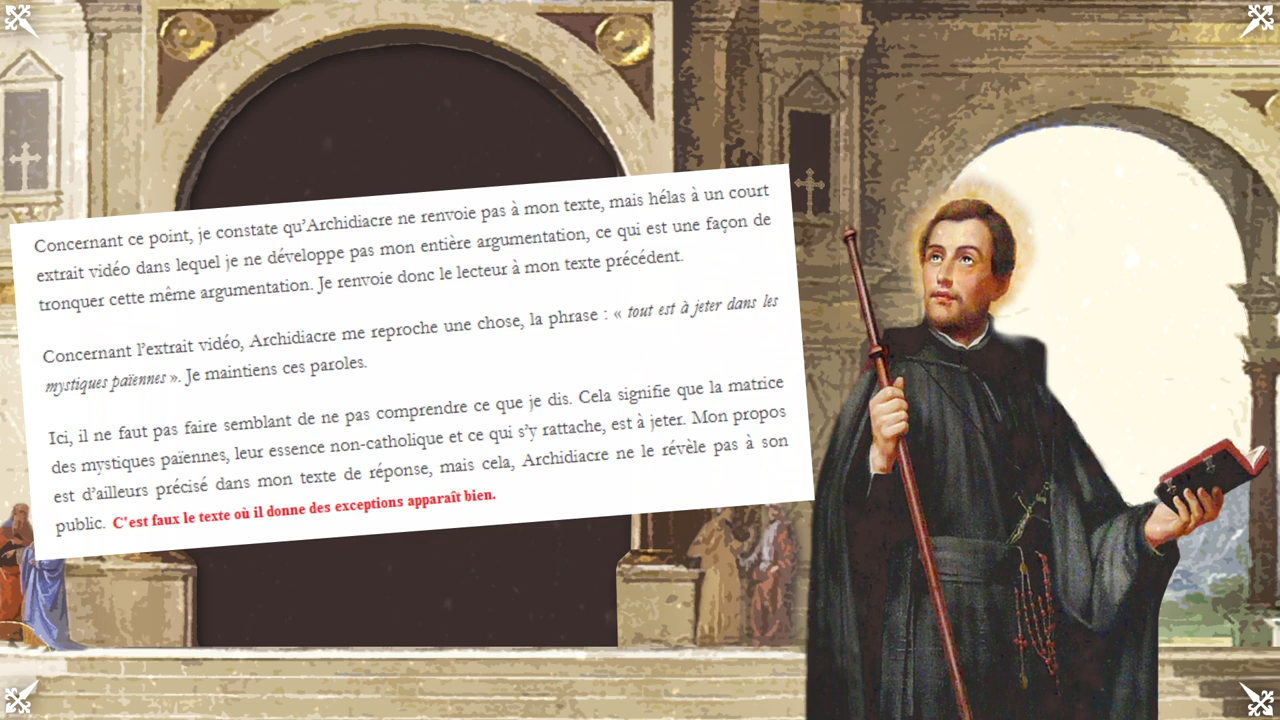 Concernant ce point, je constate qu'Archidiacre ne renvoie pas à mon texte, mais hélas à un court
extrait vidéo dans lequel je ne développe pas mon entière argumentation, ce qui est une façon de
tronquer cette même argumentation. Je renvoie donc le lecteur à mon texte précédent.
Concernant l'extrait vidéo, Archidiacre me reproche une chose, la phrase : « tout est à jeter dans les
mystiques païennes ». Je maintiens ces paroles.
Ici, il ne faut pas faire semblant de ne pas comprendre ce que je dis. Cela signifie que la matrice
des mystiques païennes, leur essence non-catholique et ce qui s'y rattache, est à jeter. Mon propos
est d'ailleurs précisé dans mon texte de réponse, mais cela, Archidiacre ne le révèle pas à son
public. C'est faux le texte où il donne des exceptions apparaît bien.